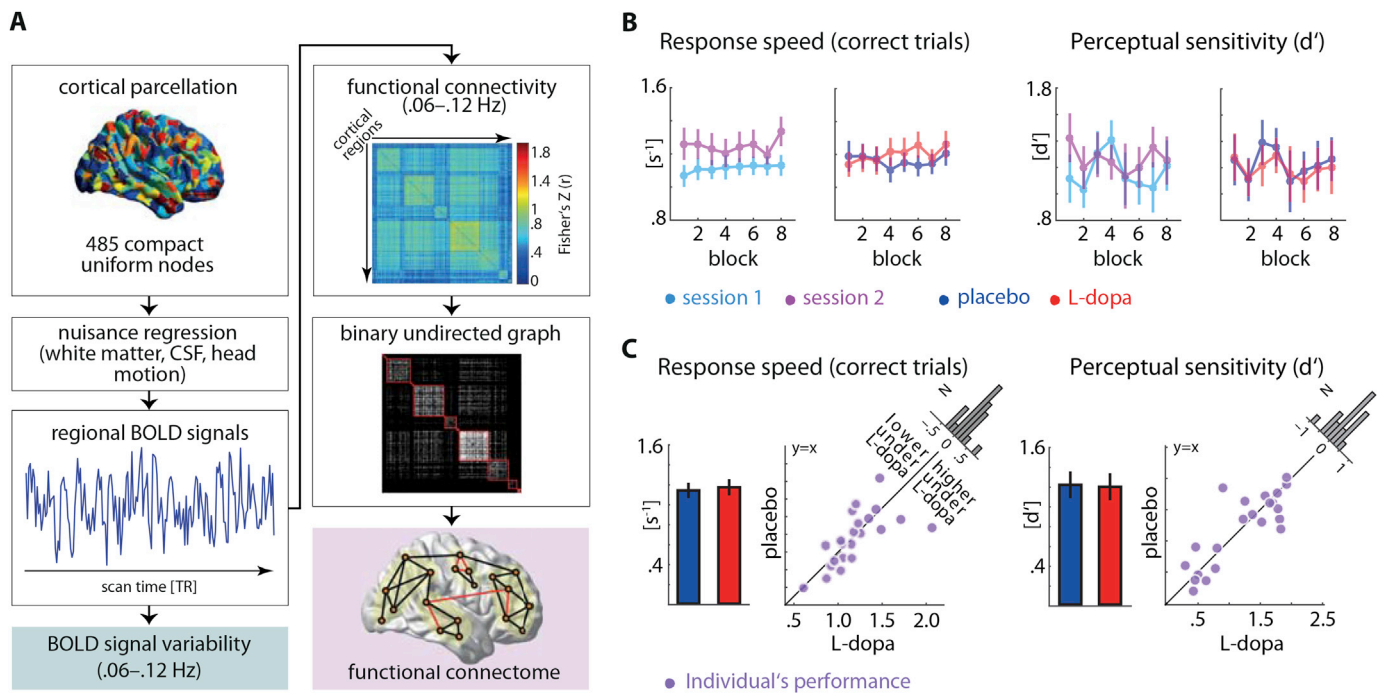 A
cortical parcellation
485 compact
uniform nodes
nuisance regression
(white matter, CSF, head
motion)
regional BOLD signals
scan time [TR]
BOLD signal variability
(.06–.12 Hz)
functional connectivity
(.06–.12 Hz)
cortical
regions
1.8
1.4
1
.8
.4
0
Fisher's Z (r)
binary undirected graph
functional connectome
B
Response speed (correct trials)
1.6
[s-1]
.8
2 4 6 8
block
2 4 6 8
block
Perceptual sensitivity (d‘)
1.8
[d‘]
.8
2 4 6 8
block
2 4 6 8
block
session 1
session 2
placebo
L-dopa
C
Response speed (correct trials)
1.6
[s-1]
.4
y=x
placebo
N
-.5 0 .5
lower
under
L-dopa
higher
under
L-dopa
.5 1.0 1.5 2.0
L-dopa
Perceptual sensitivity (d‘)
1.6
[d‘]
.4
y=x
placebo
N
-1 0 1
.5 1.5 2.5
L-dopa
Individual‘s performance